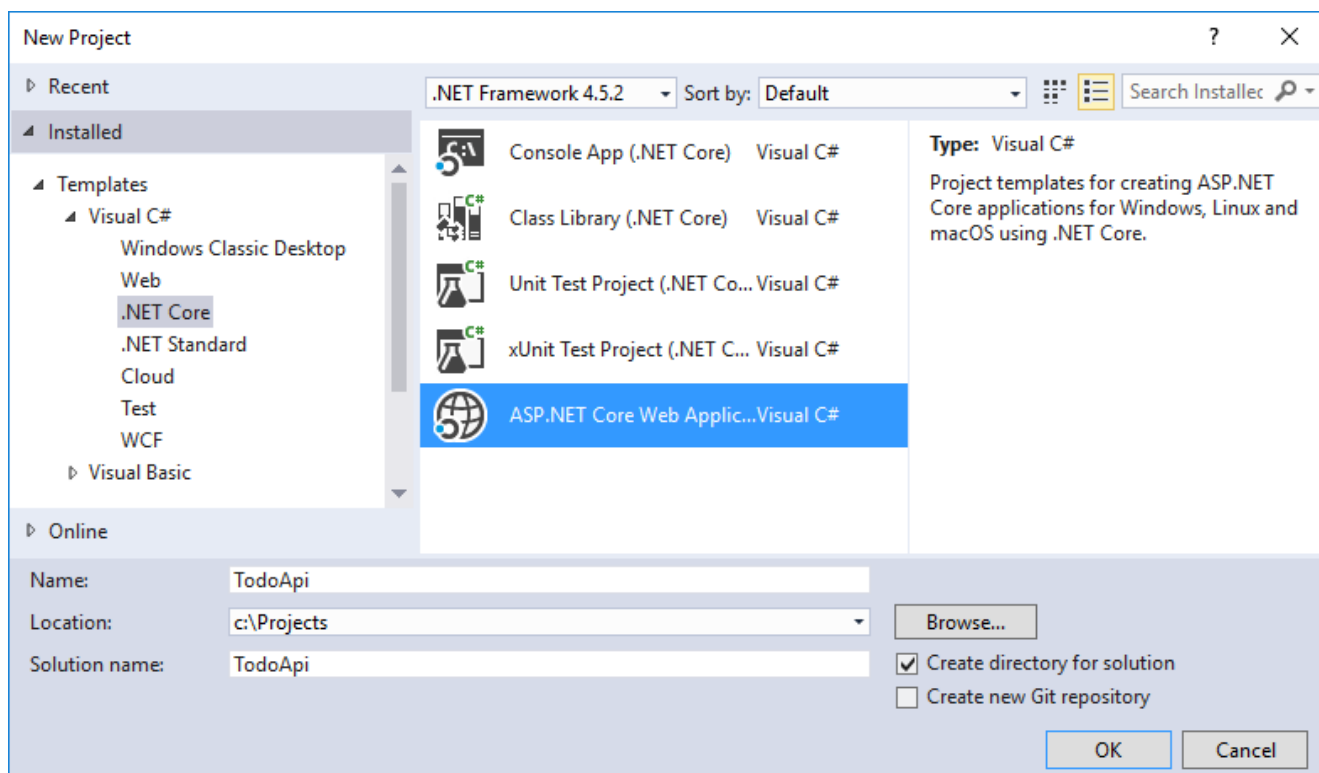 New Project
Recent
Installed
Templates
Visual C#
Windows Classic Desktop
Web
.NET Core
.NET Standard
Cloud
Test
WCF
Visual Basic
Online
.NET Framework 4.5.2 Sort by: Default Search Installec
Console App (.NET Core) Visual C#
Class Library (.NET Core) Visual C#
Unit Test Project (.NET Co... Visual C#
xUnit Test Project (.NET C... Visual C#
ASP.NET Core Web Applic... Visual C#
Type: Visual C#
Project templates for creating ASP.NET
Core applications for Windows, Linux and
macOS using .NET Core.
Name: TodoApi
Location: c:\Projects Browse...
Solution name: TodoApi
Create directory for solution
Create new Git repository
OK Cancel